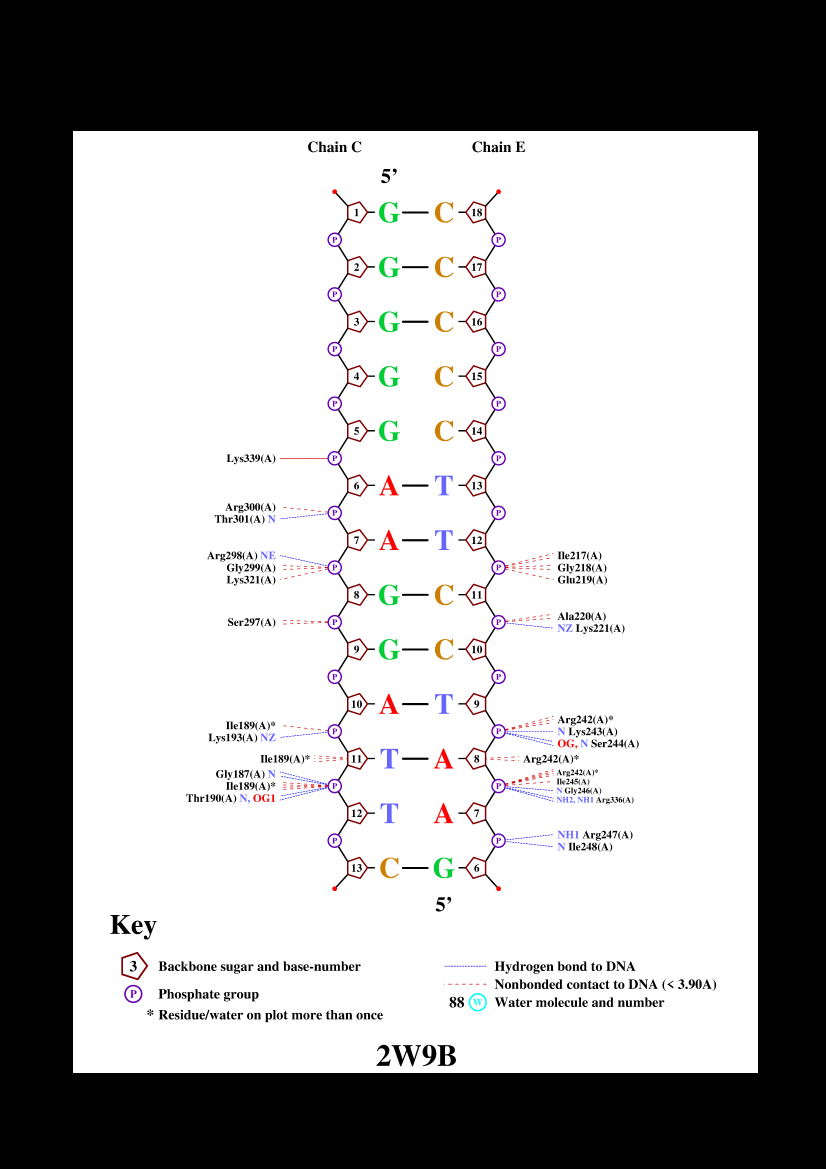 Chain C Chain E
5’
1 G C 18
P P
2 G C 17
P P
3 G C 16
P P
4 G C 15
P P
5 G C 14
Lys339(A) P P
6 A T 13
Arg300(A)
Thr301(A) N P P
7 A T 12
Arg298(A) NE Ile217(A)
Gly299(A) P P Gly218(A)
Lys321(A) Glu219(A)
8 G C 11
Ser297(A) P P Ala220(A)
NZ Lys221(A)
9 G C 10
P P
10 A T 9
Ile189(A)* Arg242(A)*
Lys193(A) NZ P P N Lys243(A)
OG, N Ser244(A)
Ile189(A)* 11 T A 8 Arg242(A)*
Gly187(A) N Arg242(A)*
Ile189(A)* P P Ile245(A)
Thr190(A) N, OG1 N Gly246(A)
NH2, NH1 Arg336(A)
12 T A 7
P P NH1 Arg247(A)
N Ile248(A)
13 C G 6
5’
Key
3 Backbone sugar and base-number
P Phosphate group
* Residue/water on plot more than once
Hydrogen bond to DNA
Nonbonded contact to DNA (< 3.90A)
88 W Water molecule and number
2W9B